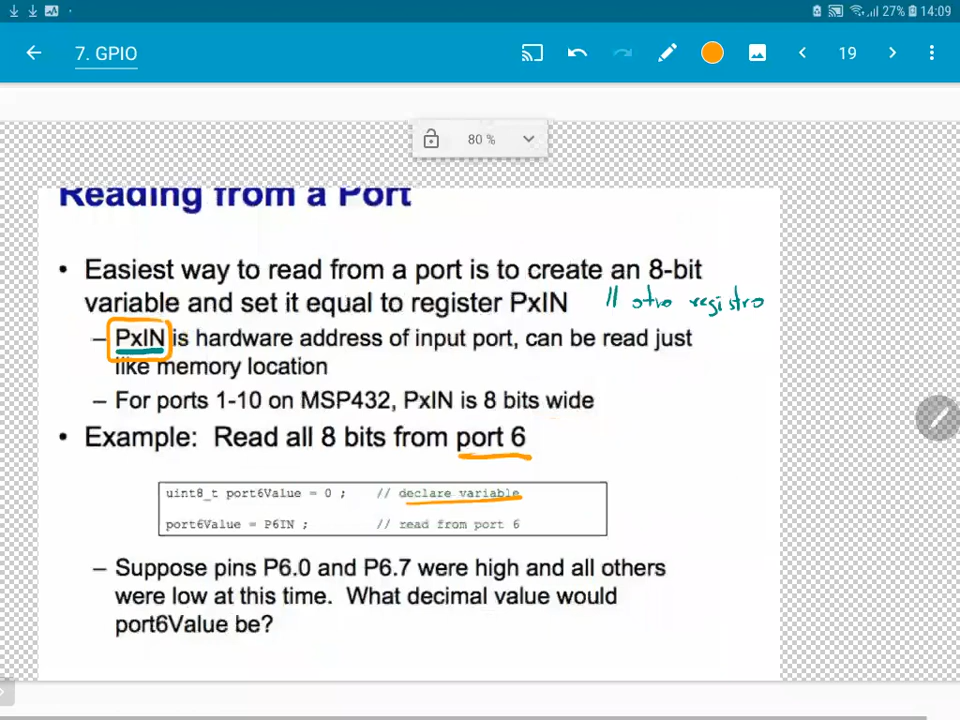 27% 14:09
7. GPIO
19
80 %
Reading from a Port
• Easiest way to read from a port is to create an 8-bit
variable and set it equal to register PxIN // otro registro
– PxIN is hardware address of input port, can be read just
like memory location
– For ports 1-10 on MSP432, PxIN is 8 bits wide
• Example: Read all 8 bits from port 6
uint8_t port6Value = 0 ; // declare variable
port6Value = P6IN ; // read from port 6
– Suppose pins P6.0 and P6.7 were high and all others
were low at this time. What decimal value would
port6Value be?